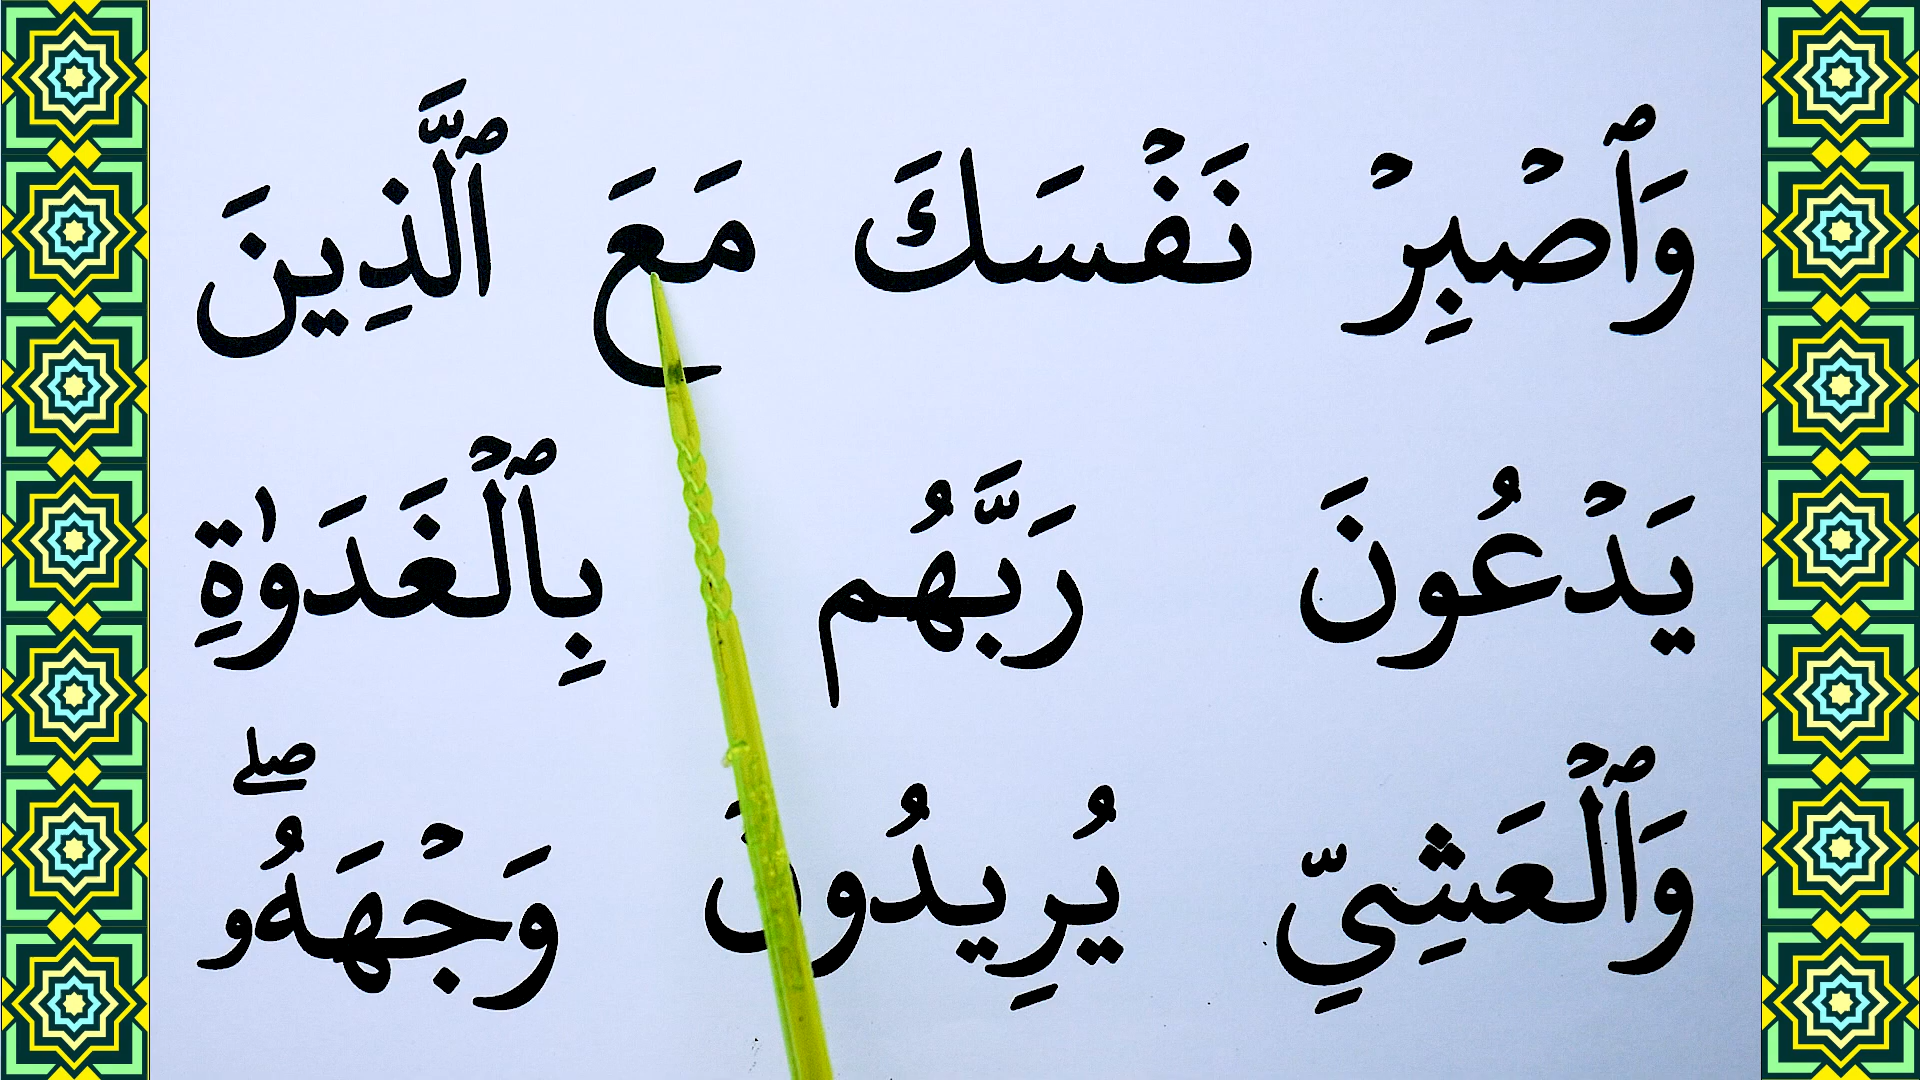 وَٱصْبِرْ نَفْسَكَ مَعَ ٱلَّذِينَ
يَدْعُونَ رَبَّهُم بِٱلْغَدَوٰةِ
وَٱلْعَشِىِّ يُرِيدُونَ وَجْهَهُۥ ۖ